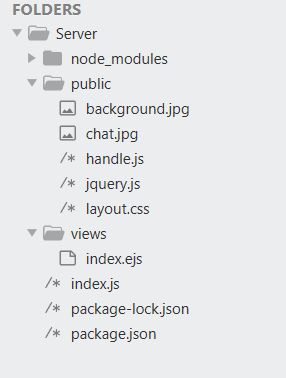 FOLDERS
Server
node_modules
public
background.jpg
chat.jpg
/* handle.js
/* jquery.js
/* layout.css
views
index.ejs
/* index.js
/* package-lock.json
/* package.json